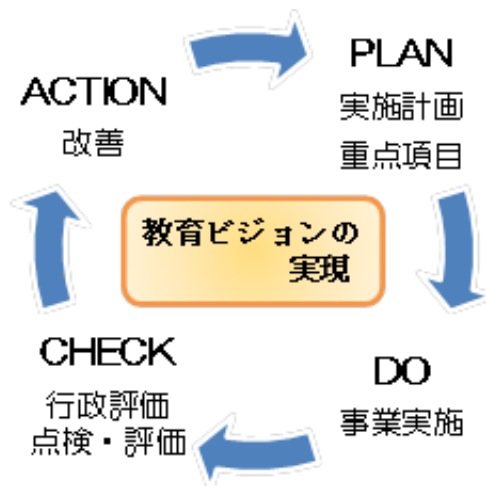 PLAN
実施計画
重点項目
DO
事業実施
CHECK
行政評価
点検・評価
ACTION
改善
教育ビジョンの
実現